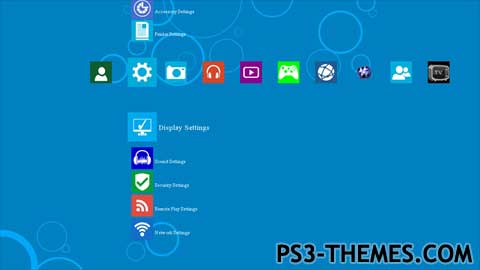 Accessory Settings
Printer Settings
TV
Display Settings
Sound Settings
Security Settings
Remote Play Settings
Network Settings
PS3-THEMES.COM